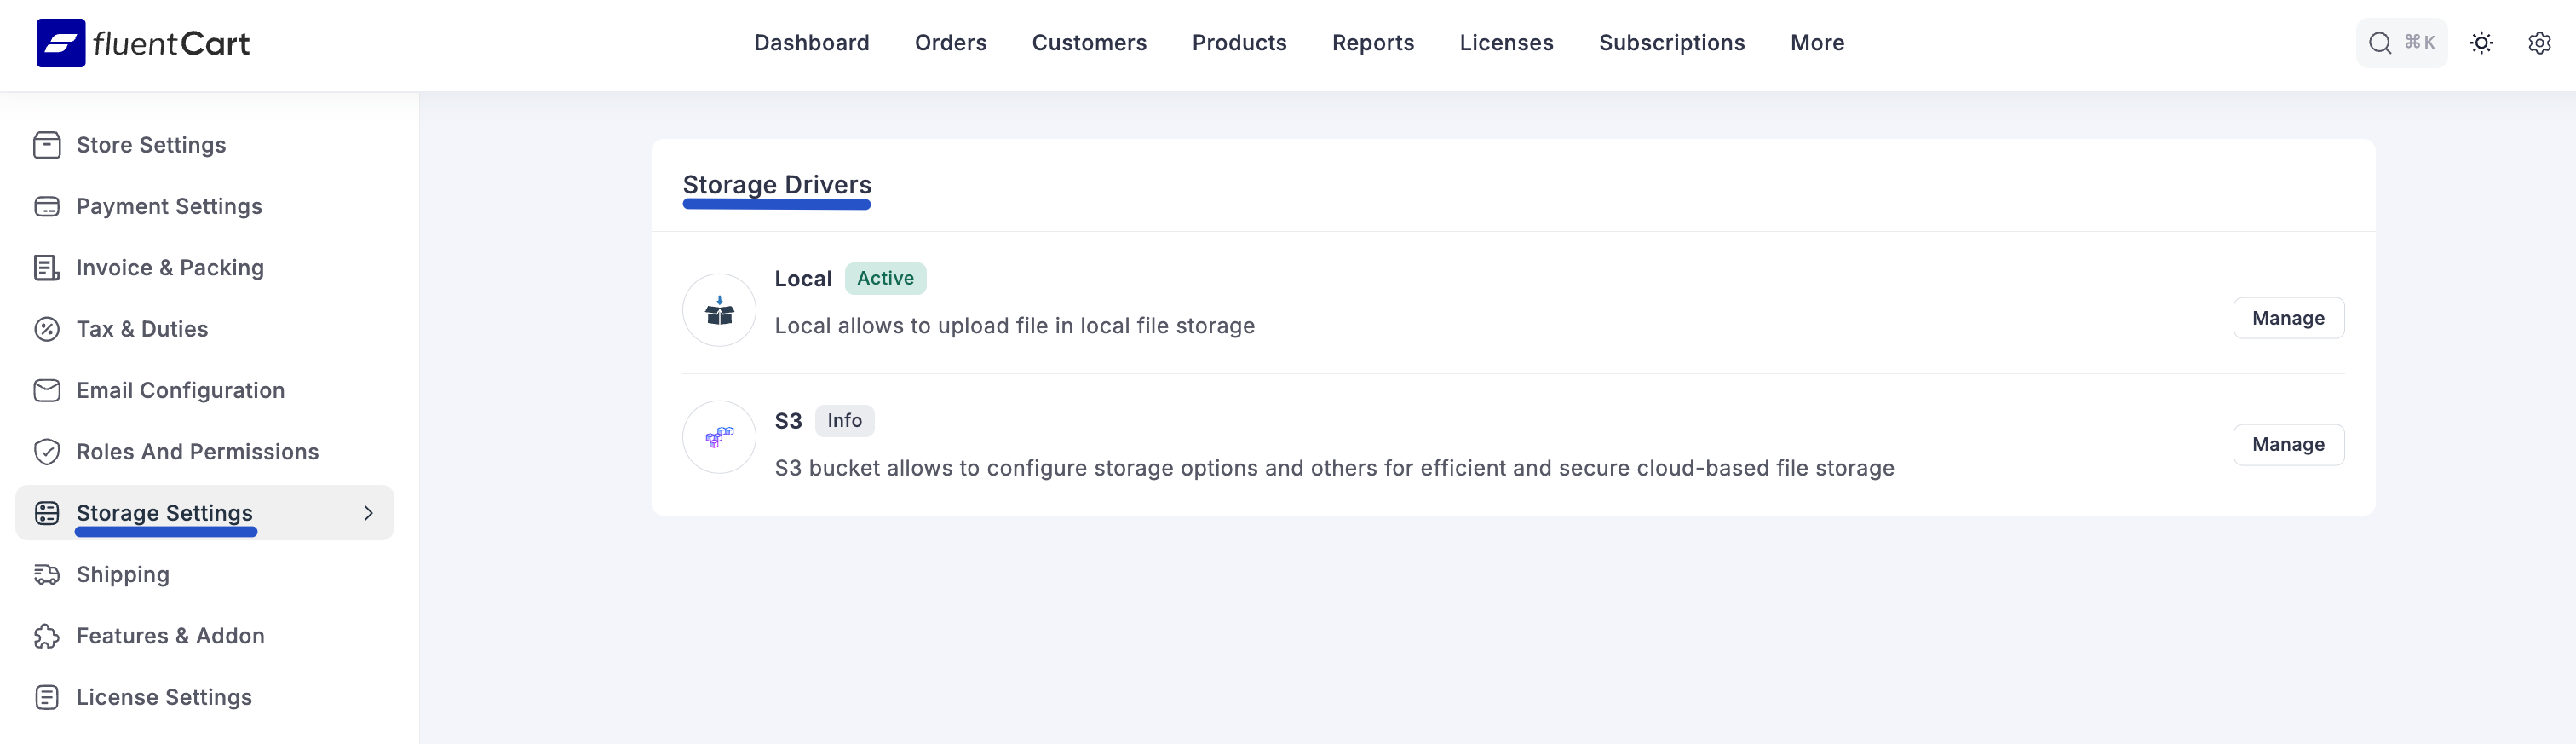 fluentCart
Dashboard Orders Customers Products Reports Licenses Subscriptions More
⌘K
Store Settings
Payment Settings
Invoice & Packing
Tax & Duties
Email Configuration
Roles And Permissions
Storage Settings
Shipping
Features & Addon
License Settings
Storage Drivers
Local Active
Local allows to upload file in local file storage
Manage
S3 Info
S3 bucket allows to configure storage options and others for efficient and secure cloud-based file storage
Manage